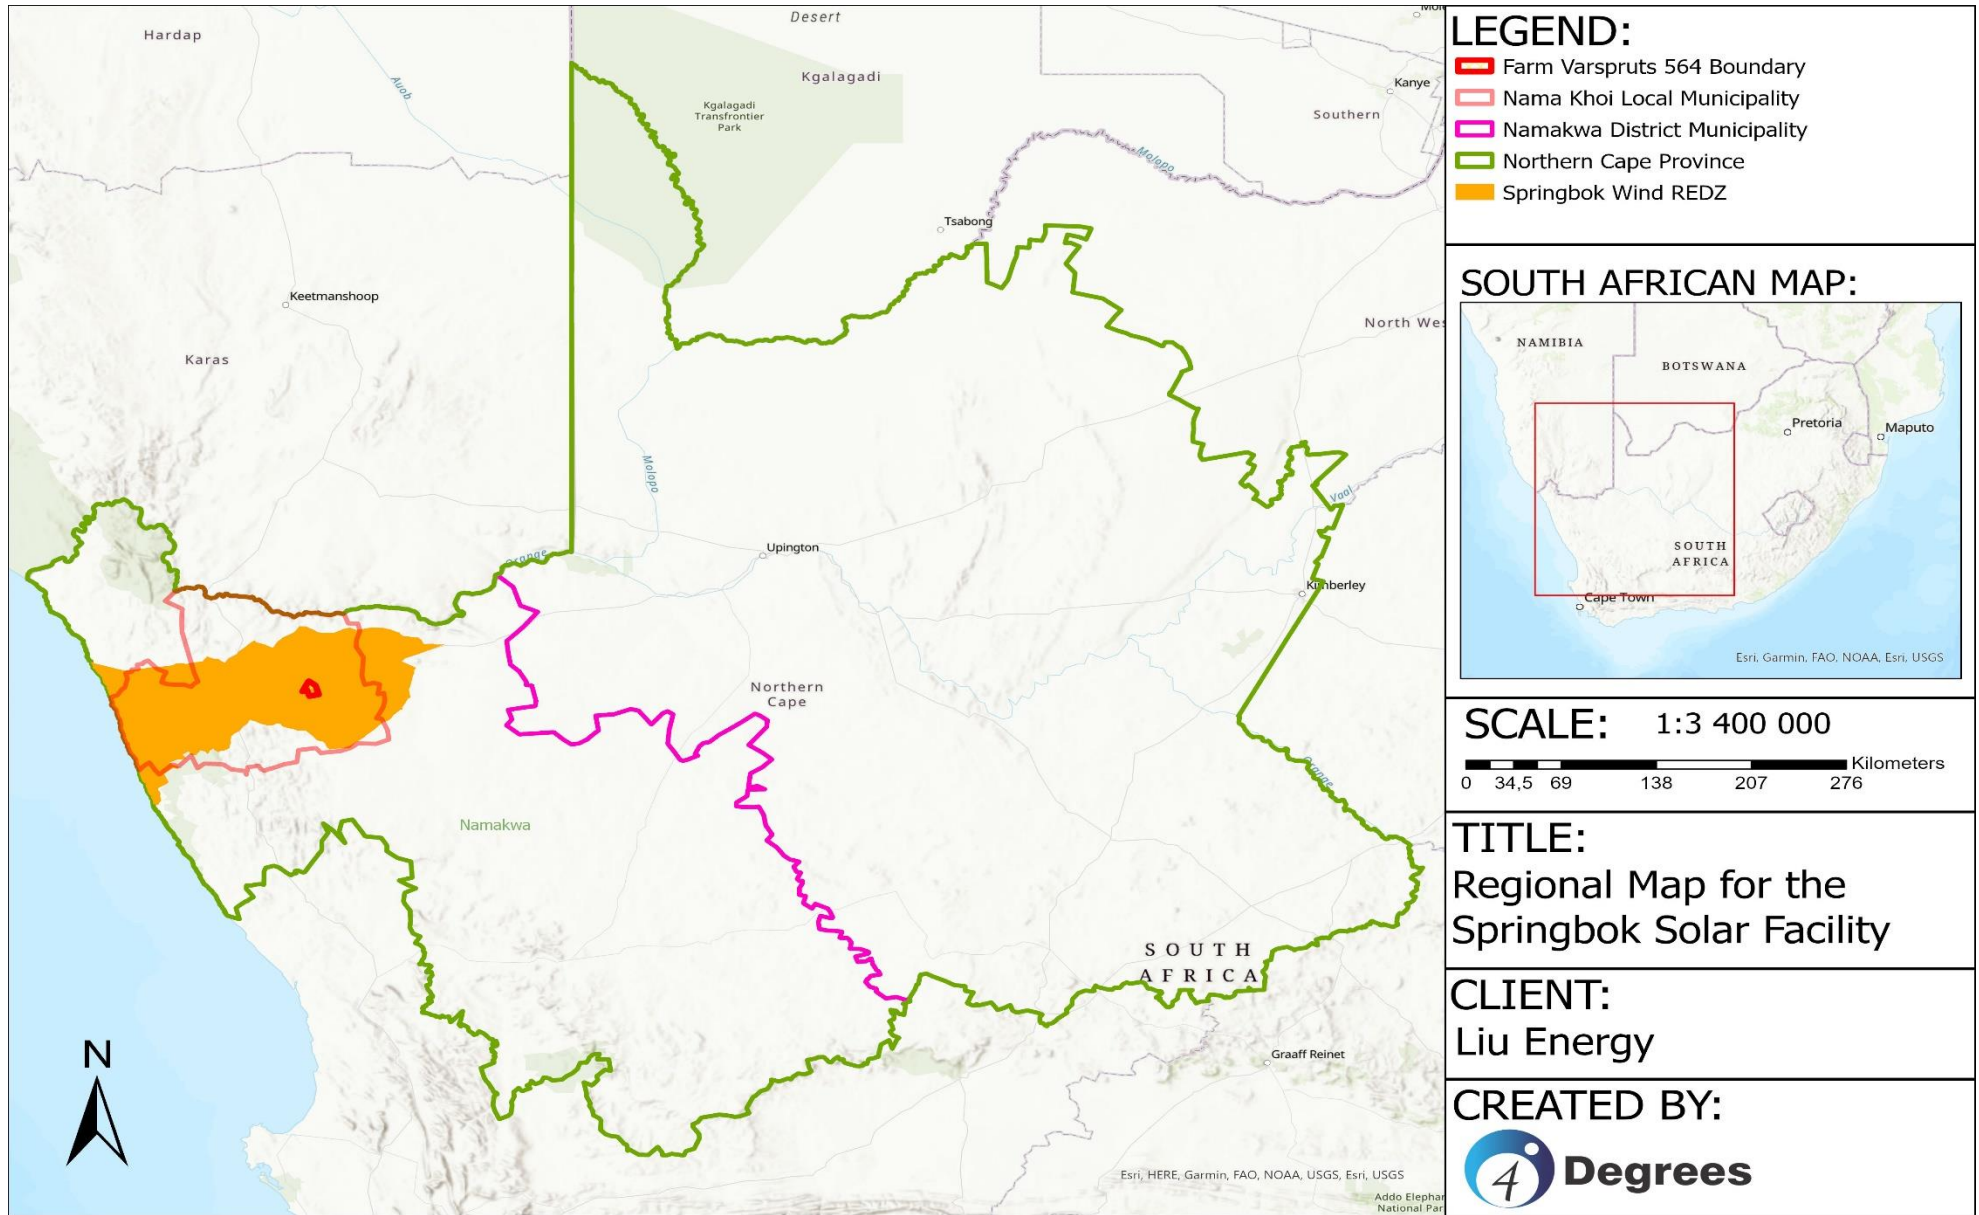 Desert
Hardap
Auob
Kgalagadi
Kgalagadi
Transfrontier
Park
Kanye
Southern
Molopo
Tsabong
Keetmanshoop
Karas
North Wes
Molopo
Vaal
Orange
Upington
Kimberley
Northern
Cape
Orange
Namakwa
SOUTH
AFRICA
Graaff Reinet
N
Esri, HERE, Garmin, FAO, NOAA, USGS, Esri, USGS
Addo Elephan
National Par
LEGEND:
Farm Varspruts 564 Boundary
Nama Khoi Local Municipality
Namakwa District Municipality
Northern Cape Province
Springbok Wind REDZ
SOUTH AFRICAN MAP:
NAMIBIA
BOTSWANA
Pretoria
Maputo
SOUTH
AFRICA
Cape Town
Esri, Garmin, FAO, NOAA, Esri, USGS
SCALE: 1:3 400 000
Kilometers
0 34,5 69 138 207 276
TITLE:
Regional Map for the
Springbok Solar Facility
CLIENT:
Liu Energy
CREATED BY:
4 Degrees